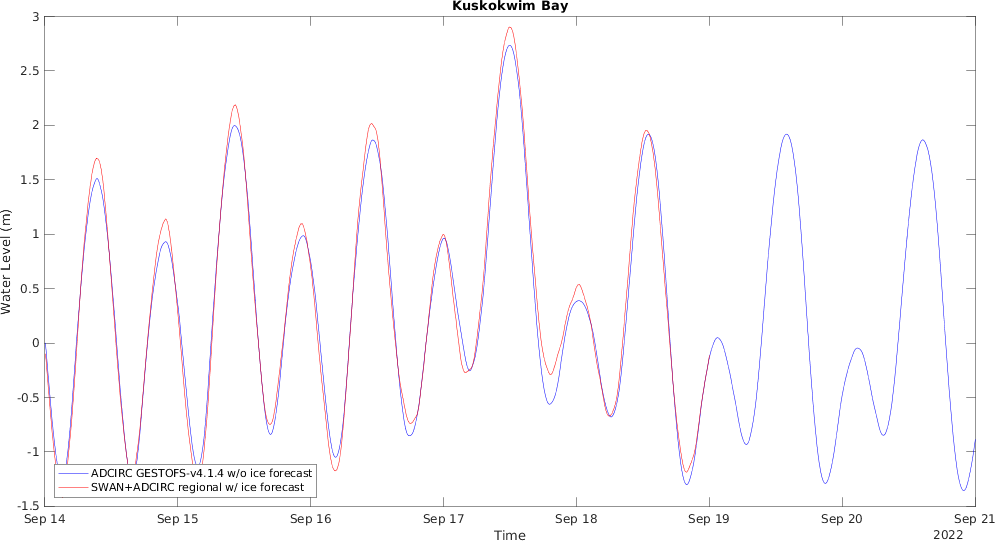 Kuskokwim Bay
3
2.5
2
1.5
1
0.5
0
-0.5
-1
-1.5
Water Level (m)
ADCIRC GESTOFS-v4.1.4 w/o ice forecast
SWAN+ADCIRC regional w/ ice forecast
Sep 14 Sep 15 Sep 16 Sep 17 Sep 18 Sep 19 Sep 20 Sep 21
Time
2022